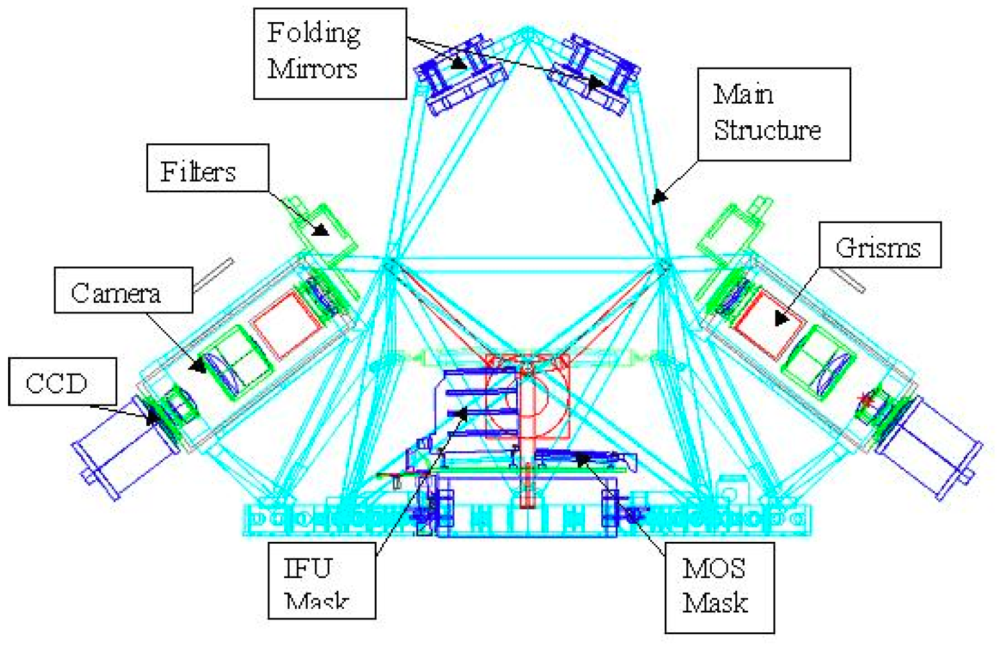 Folding
Mirrors
Main
Structure
Filters
Grisms
Camera
CCD
IFU
Mask
MOS
Mask